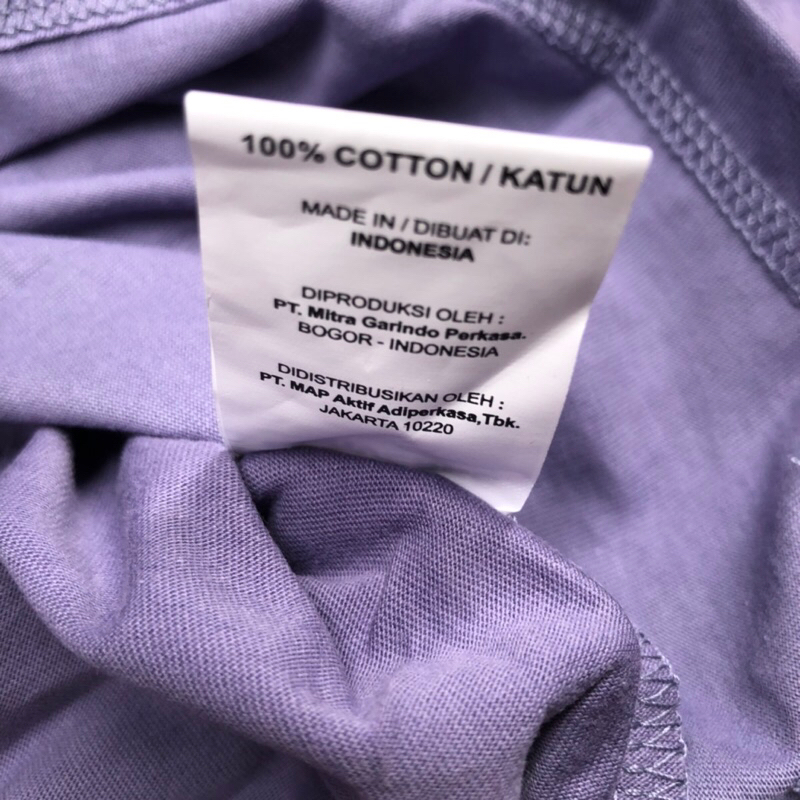 100% COTTON / KATUN
MADE IN / DIBUAT DI:
INDONESIA
DIPRODUKSI OLEH :
PT. Mitra Garindo Perkasa.
BOGOR - INDONESIA
DIDISTRIBUSIKAN OLEH :
PT. MAP Aktif Adiperkasa,Tbk.
JAKARTA 10220